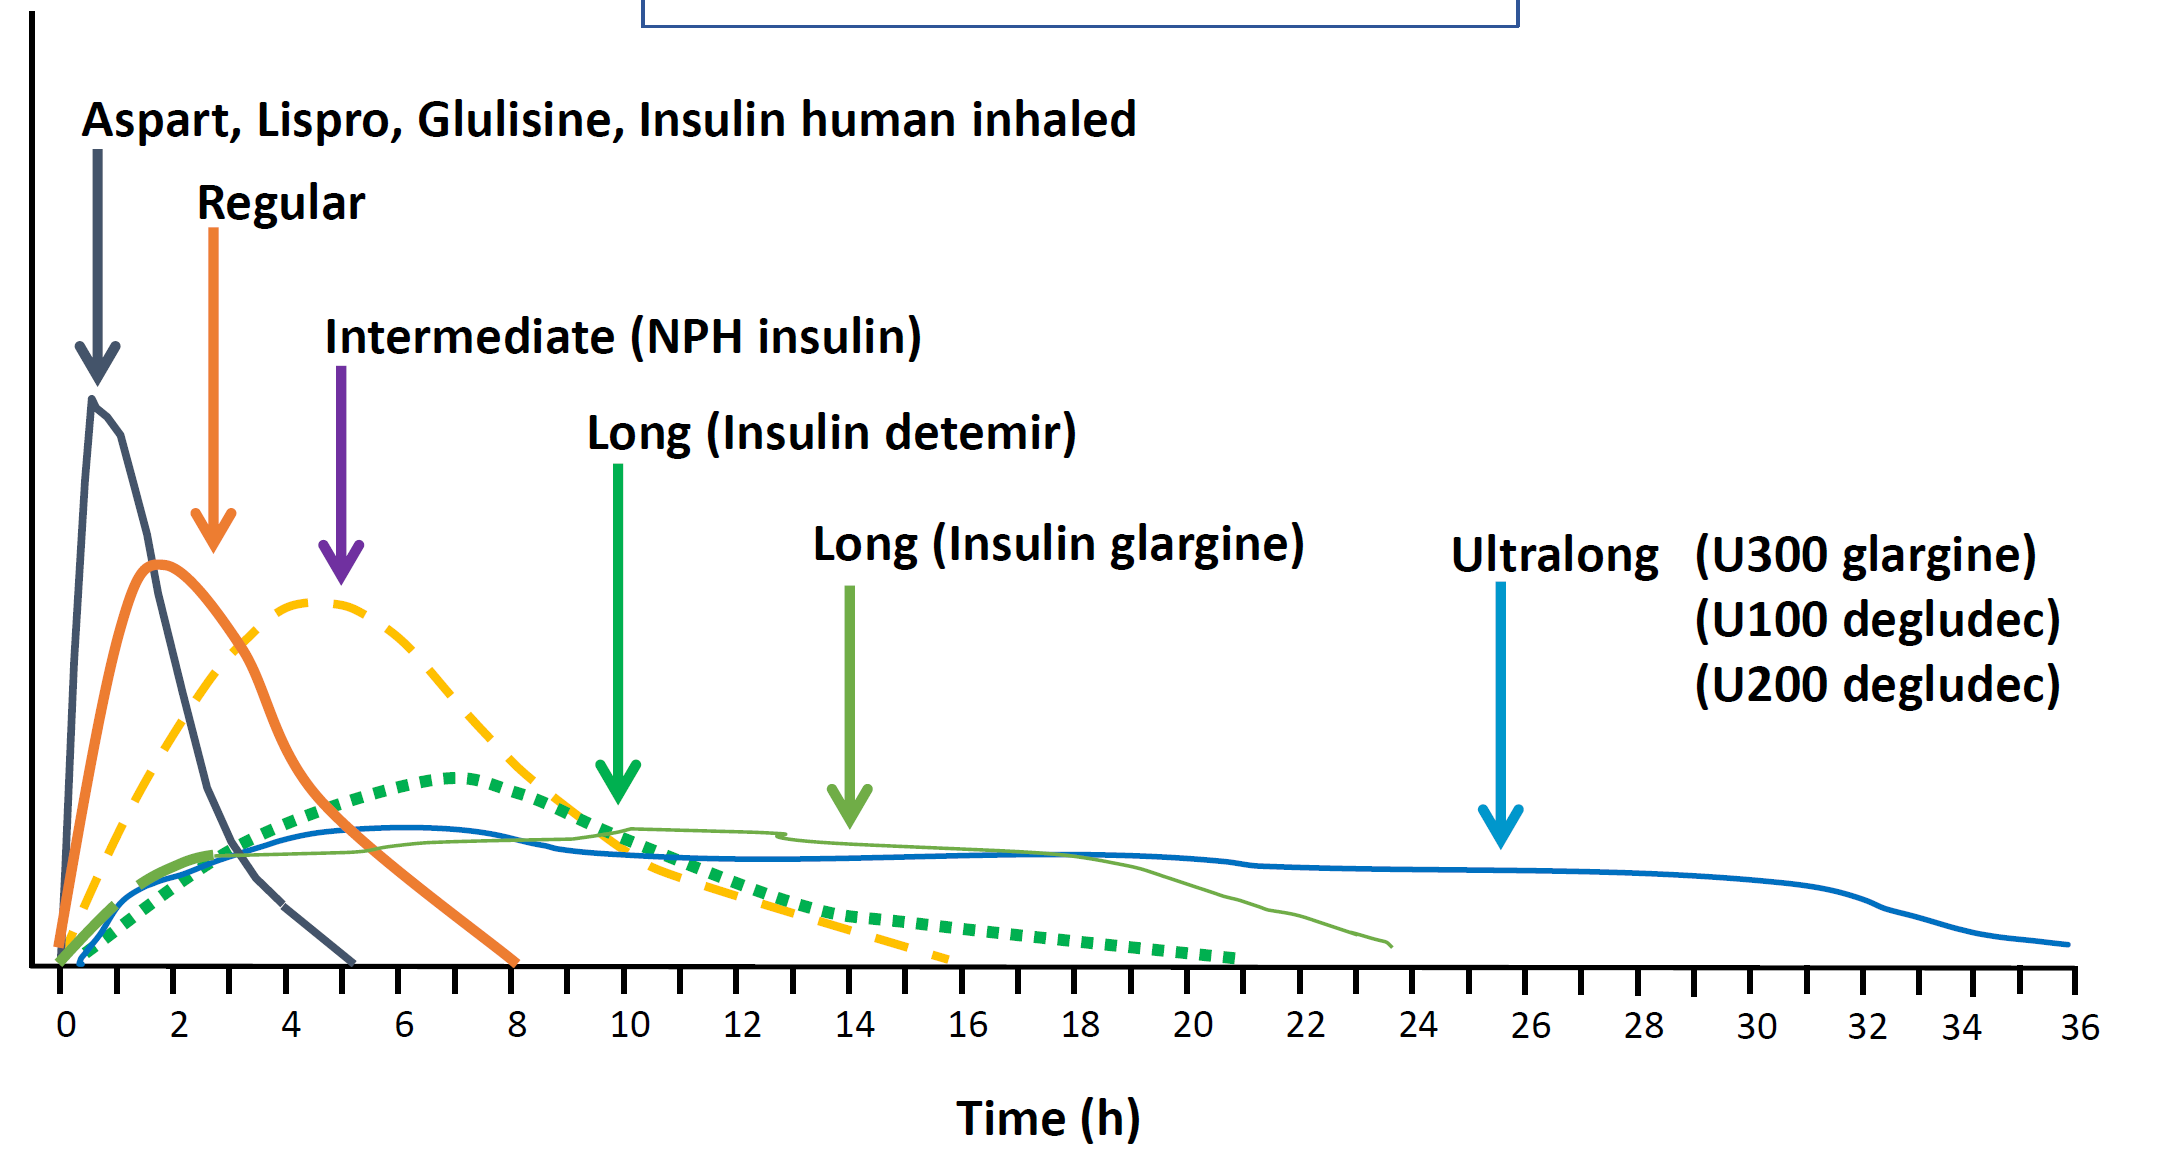 Aspart, Lispro, Glulisine, Insulin human inhaled
Regular
Intermediate (NPH insulin)
Long (Insulin detemir)
Long (Insulin glargine)
Ultralong (U300 glargine)
(U100 degludec)
(U200 degludec)
0 2 4 6 8 10 12 14 16 18 20 22 24 26 28 30 32 34 36
Time (h)